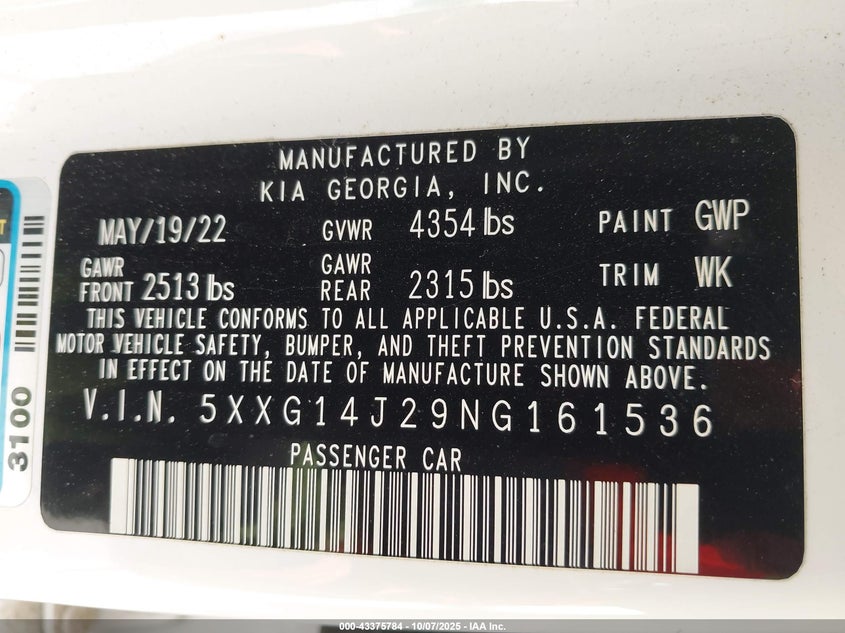 MANUFACTURED BY
KIA GEORGIA, INC.
MAY/19/22 GVWR 4354 lbs PAINT GWP
GAWR FRONT 2513 lbs GAWR REAR 2315 lbs TRIM WK
THIS VEHICLE CONFORMS TO ALL APPLICABLE U.S.A. FEDERAL
MOTOR VEHICLE SAFETY, BUMPER, AND THEFT PREVENTION STANDARDS
IN EFFECT ON THE DATE OF MANUFACTURE SHOWN ABOVE.
V.I.N. 5XXG14J29NG161536
PASSENGER CAR
3100
000-43375784 - 10/07/2025 - IAA Inc.